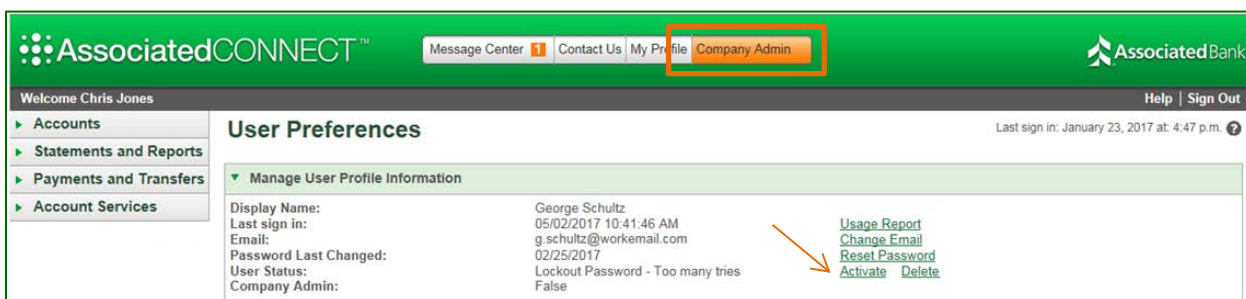 AssociatedCONNECT™
Message Center 1 Contact Us My Profile Company Admin
Associated Bank
Welcome Chris Jones
Help | Sign Out
Accounts
Statements and Reports
Payments and Transfers
Account Services
User Preferences
Last sign in: January 23, 2017 at: 4:47 p.m. ?
Manage User Profile Information
Display Name: George Schultz
Last sign in: 05/02/2017 10:41:46 AM Usage Report
Email: g.schultz@workemail.com Change Email
Password Last Changed: 02/25/2017 Reset Password
User Status: Lockout Password - Too many tries Activate Delete
Company Admin: False